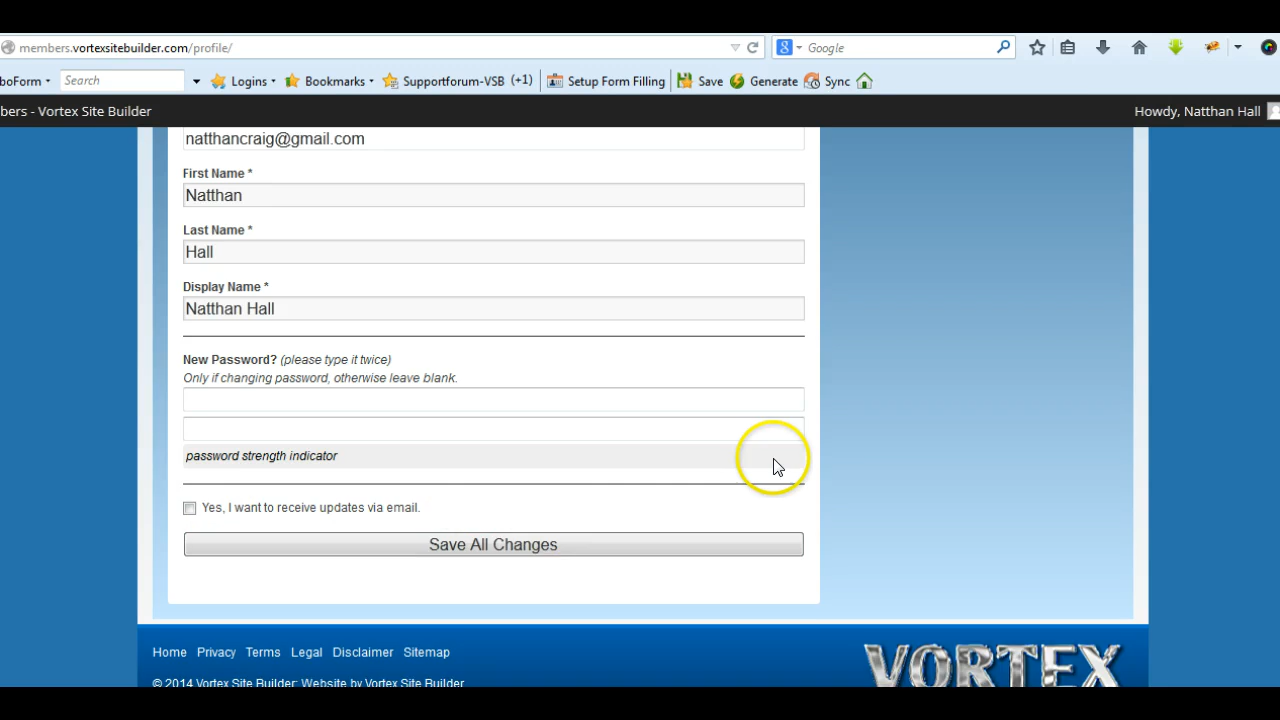 members.vortexsitebuilder.com/profile/
Google
boForm
Search
Logins
Bookmarks
Supportforum-VSB (+1)
Setup Form Filling
Save
Generate
Sync
bers - Vortex Site Builder
Howdy, Natthan Hall
natthancraig@gmail.com
First Name *
Natthan
Last Name *
Hall
Display Name *
Natthan Hall
New Password? (please type it twice)
Only if changing password, otherwise leave blank.
password strength indicator
Yes, I want to receive updates via email.
Save All Changes
Home Privacy Terms Legal Disclaimer Sitemap
VORTEX
© 2014 Vortex Site Builder: Website by Vortex Site Builder